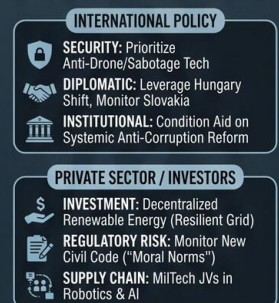 INTERNATIONAL POLICY
SECURITY: Prioritize
Anti-Drone/Sabotage Tech
DIPLOMATIC: Leverage Hungary
Shift, Monitor Slovakia
INSTITUTIONAL: Condition Aid on
Systemic Anti-Corruption Reform
PRIVATE SECTOR / INVESTORS
$
INVESTMENT: Decentralized
Renewable Energy (Resilient Grid)
REGULATORY RISK: Monitor New
Civil Code ("Moral Norms")
SUPPLY CHAIN: MilTech JVs in
Robotics & AI